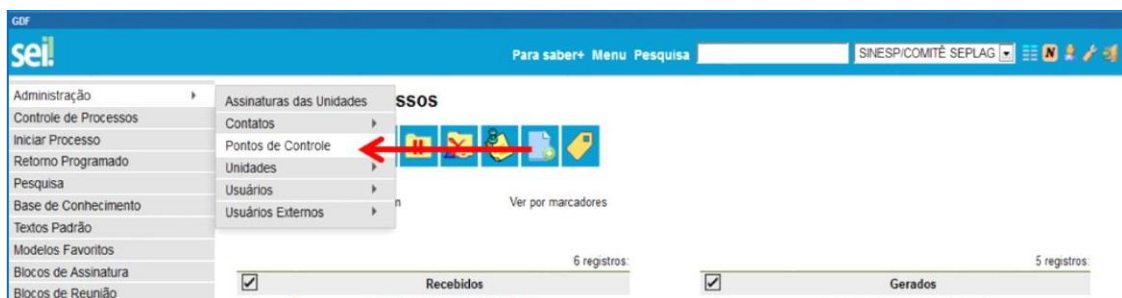 GDF
sei!
Para saber+ Menu Pesquisa SINESP/COMITÊ SEPLAG N
Administração
Controle de Processos
Iniciar Processo
Retorno Programado
Pesquisa
Base de Conhecimento
Textos Padrão
Modelos Favoritos
Blocos de Assinatura
Blocos de Reunião
Assinaturas das Unidades
Contatos
Pontos de Controle
Unidades
Usuários
Usuários Externos
ssos
n
Ver por marcadores
6 registros:
Recebidos
5 registros:
Gerados